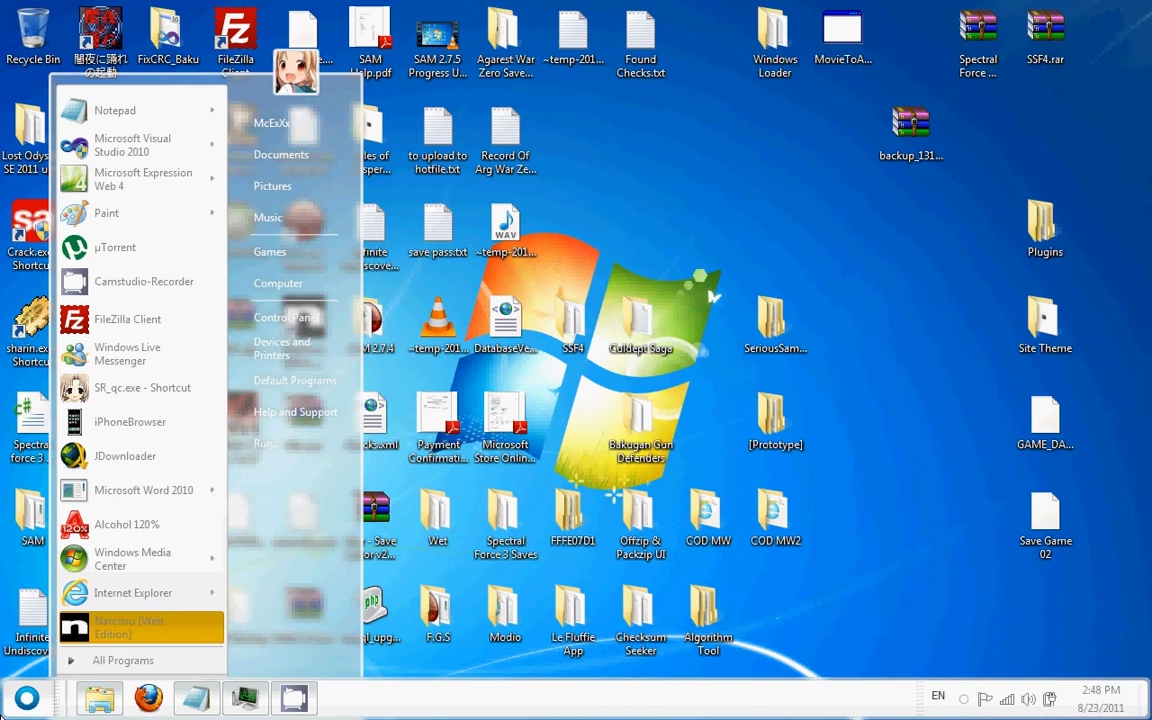 Recycle Bin
闇夜に踊れ
の起動
FixCRC_Baku
FileZilla
Client
SAM
Help.pdf
SAM 2.7.5
Progress U...
Agarest War
Zero Save...
~temp-201...
Found
Checks.txt
Windows
Loader
MovieToA...
Spectral
Force ...
SSF4.rar
Notepad
Microsoft Visual
Studio 2010
Microsoft Expression
Web 4
Paint
µTorrent
Camstudio-Recorder
FileZilla Client
Windows Live
Messenger
SR_qc.exe - Shortcut
iPhoneBrowser
JDownloader
Microsoft Word 2010
Alcohol 120%
Windows Media
Center
Internet Explorer
Narcissu [Web
Edition]
All Programs
McExXx
Documents
Pictures
Music
Games
Computer
Control Panel
Devices and
Printers
Default Programs
Help and Support
Run...
Lost Odys
SE 2011 u
to upload to
hotfile.txt
Record Of
Arg War Ze...
backup_131...
Crack.exe
Shortcut
save pass.txt
WAV
~temp-201...
Plugins
sharin.exe
Shortcu
~temp-201...
DatabaseVe...
SSF4
Cuidept Saga
SeriousSam...
Site Theme
Spectra
force 3
Payment
Confirmati...
Microsoft
Store Onlin...
Bakugan Gun
Defenders
[Prototype]
GAME_DA...
SAM
Wet
Spectral
Force 3 Saves
FFFE07D1
Offzip &
Packzip UI
COD MW
COD MW2
Save Game
02
Infinite
Undiscov
F.G.S
Modio
Le Fluffie
App
Checksum
Seeker
Algorithm
Tool
EN
2:48 PM
8/23/2011